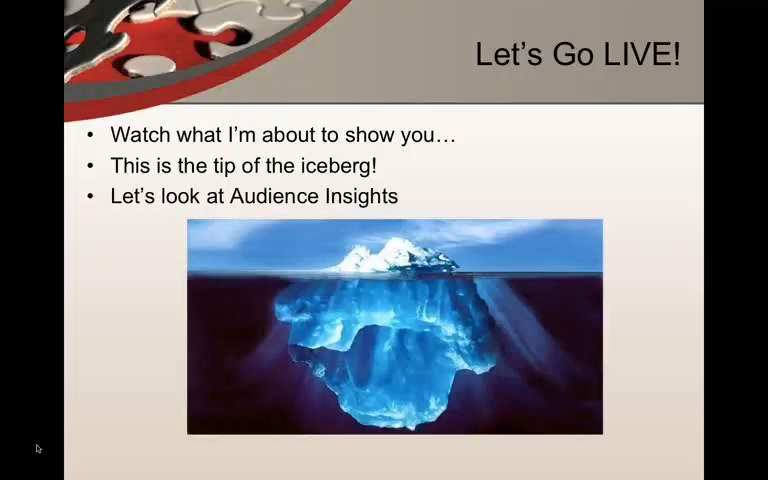 Let's Go LIVE!
• Watch what I'm about to show you…
• This is the tip of the iceberg!
• Let's look at Audience Insights